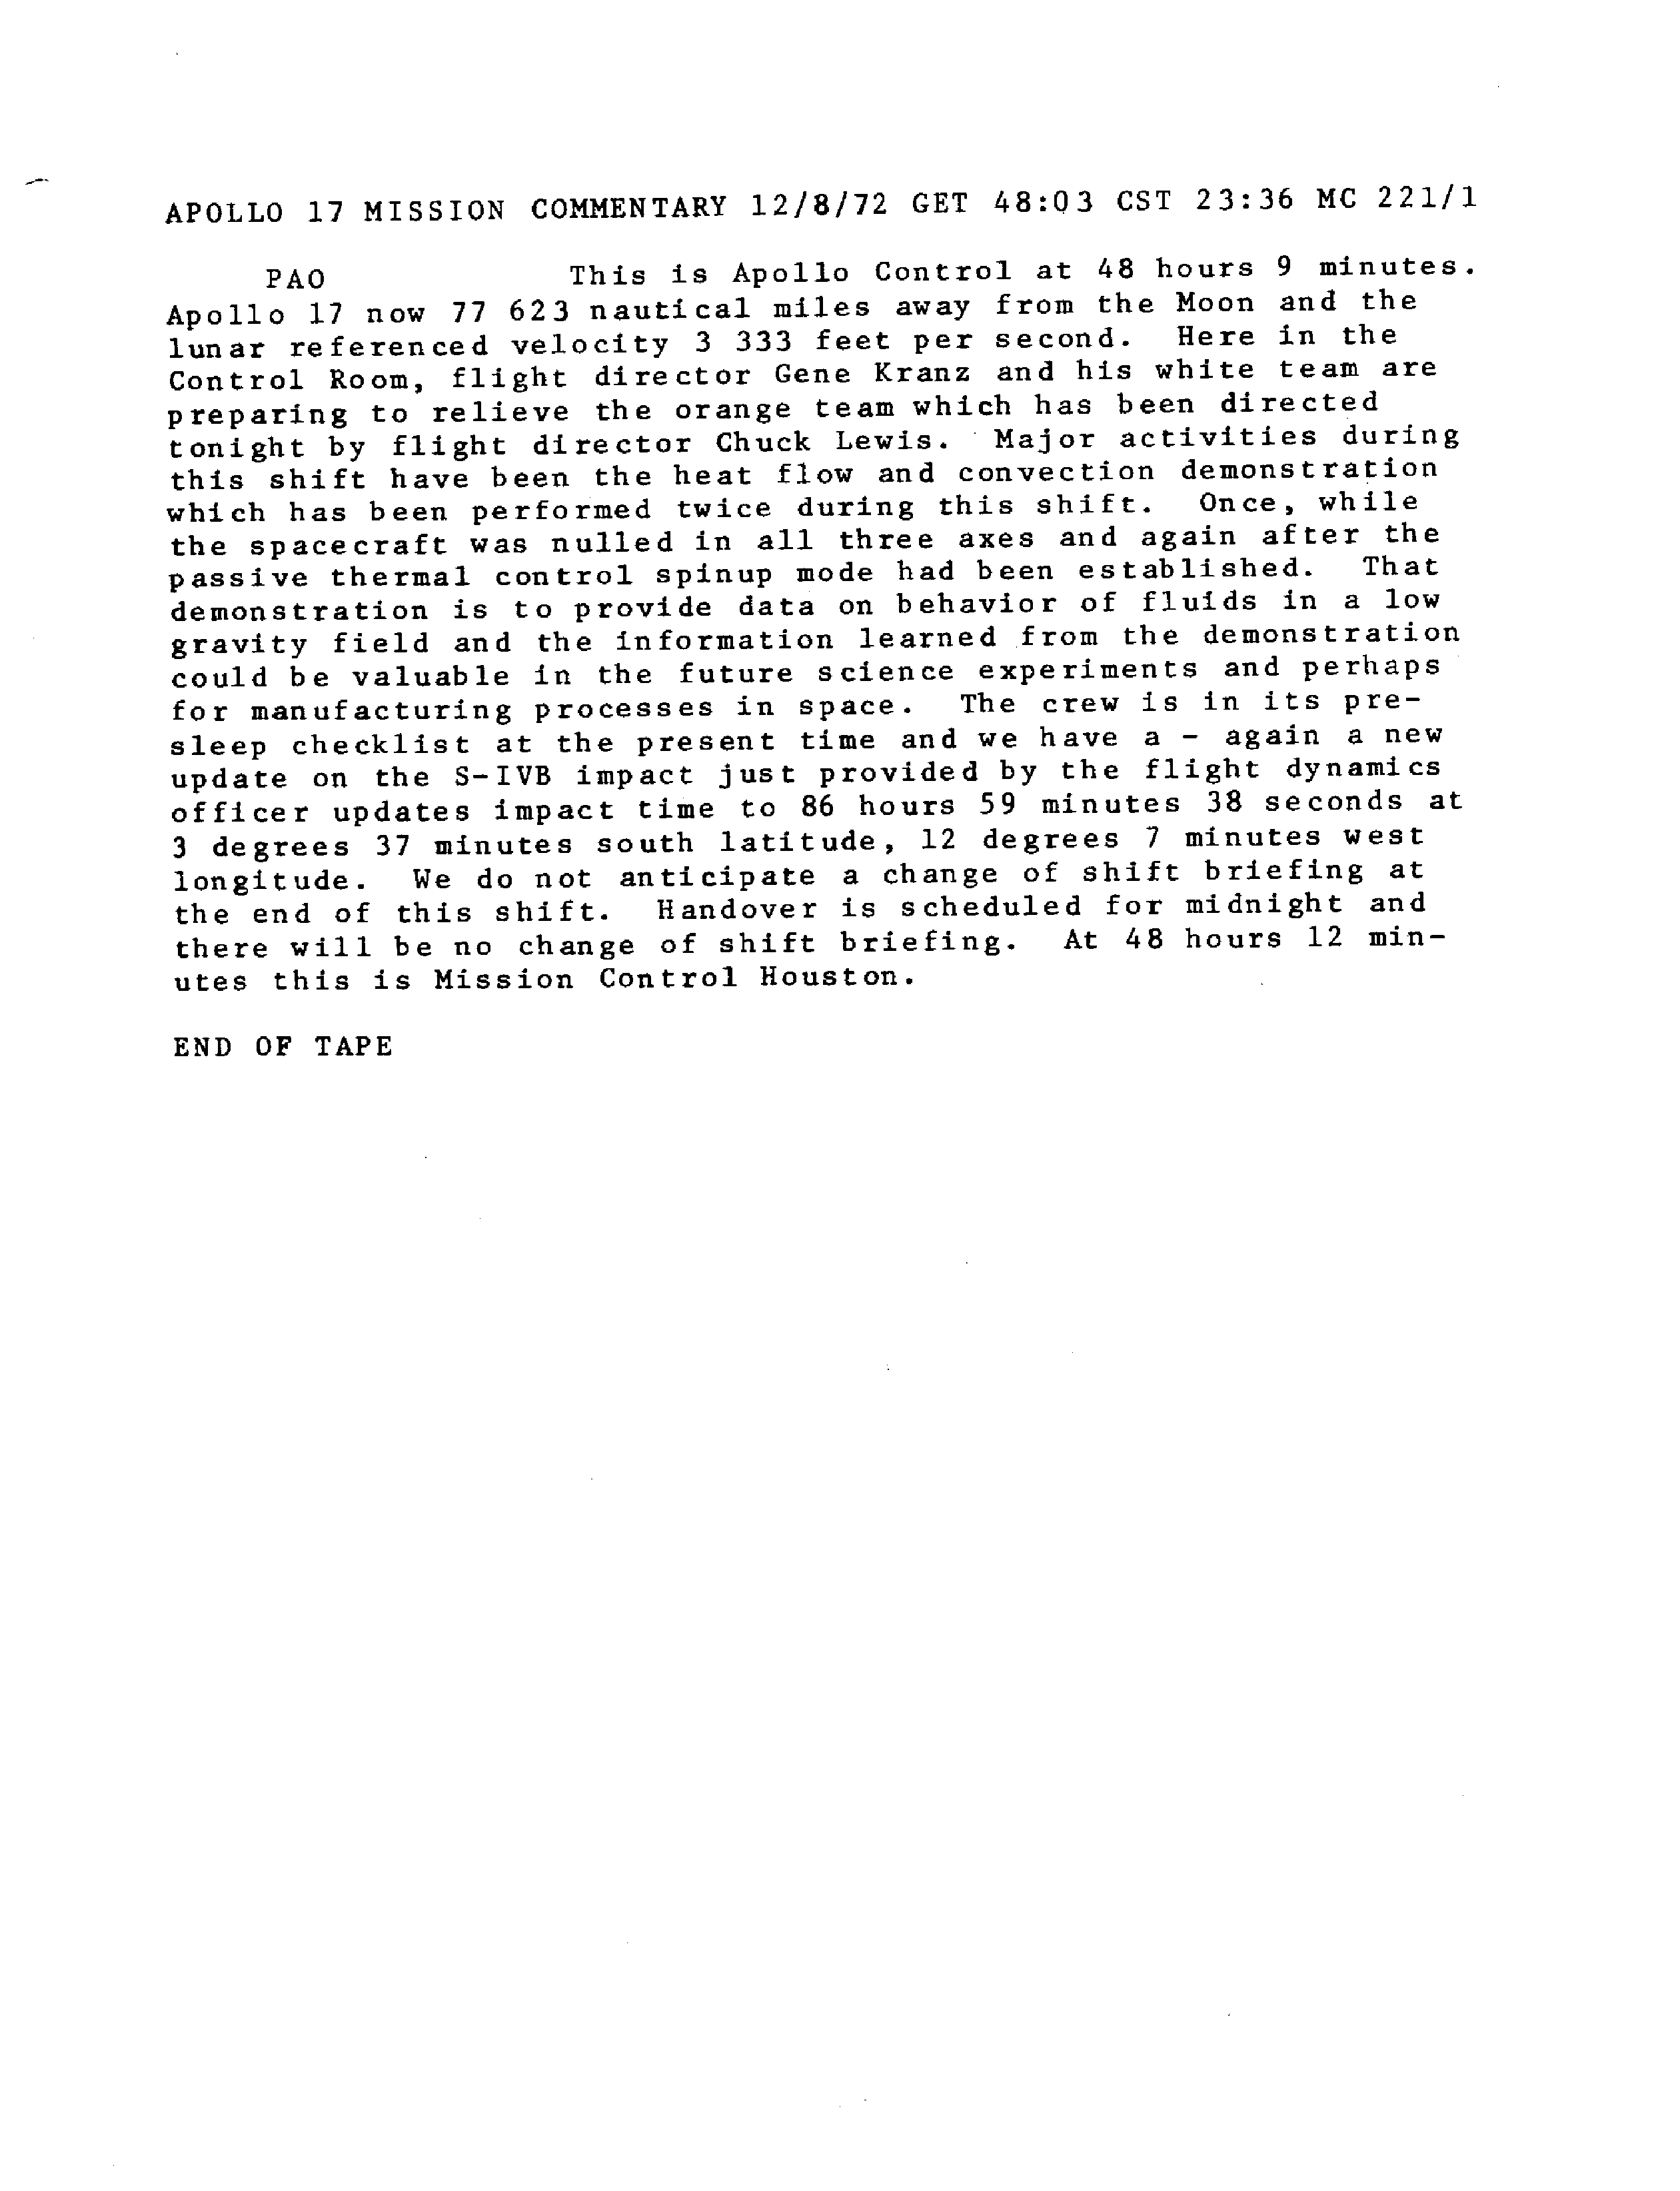 APOLLO 17 MISSION COMMENTARY 12/8/72 GET 48:03 CST 23:36 MC 221/1
PAO This is Apollo Control at 48 hours 9 minutes.
Apollo 17 now 77 623 nautical miles away from the Moon and the
lunar referenced velocity 3 333 feet per second. Here in the
Control Room, flight director Gene Kranz and his white team are
preparing to relieve the orange team which has been directed
tonight by flight director Chuck Lewis. Major activities during
this shift have been the heat flow and convection demonstration
which has been performed twice during this shift. Once, while
the spacecraft was nulled in all three axes and again after the
passive thermal control spinup mode had been established. That
demonstration is to provide data on behavior of fluids in a low
gravity field and the information learned from the demonstration
could be valuable in the future science experiments and perhaps
for manufacturing processes in space. The crew is in its pre-
sleep checklist at the present time and we have a - again a new
update on the S-IVB impact just provided by the flight dynamics
officer updates impact time to 86 hours 59 minutes 38 seconds at
3 degrees 37 minutes south latitude, 12 degrees 7 minutes west
longitude. We do not anticipate a change of shift briefing at
the end of this shift. Handover is scheduled for midnight and
there will be no change of shift briefing. At 48 hours 12 min-
utes this is Mission Control Houston.
END OF TAPE